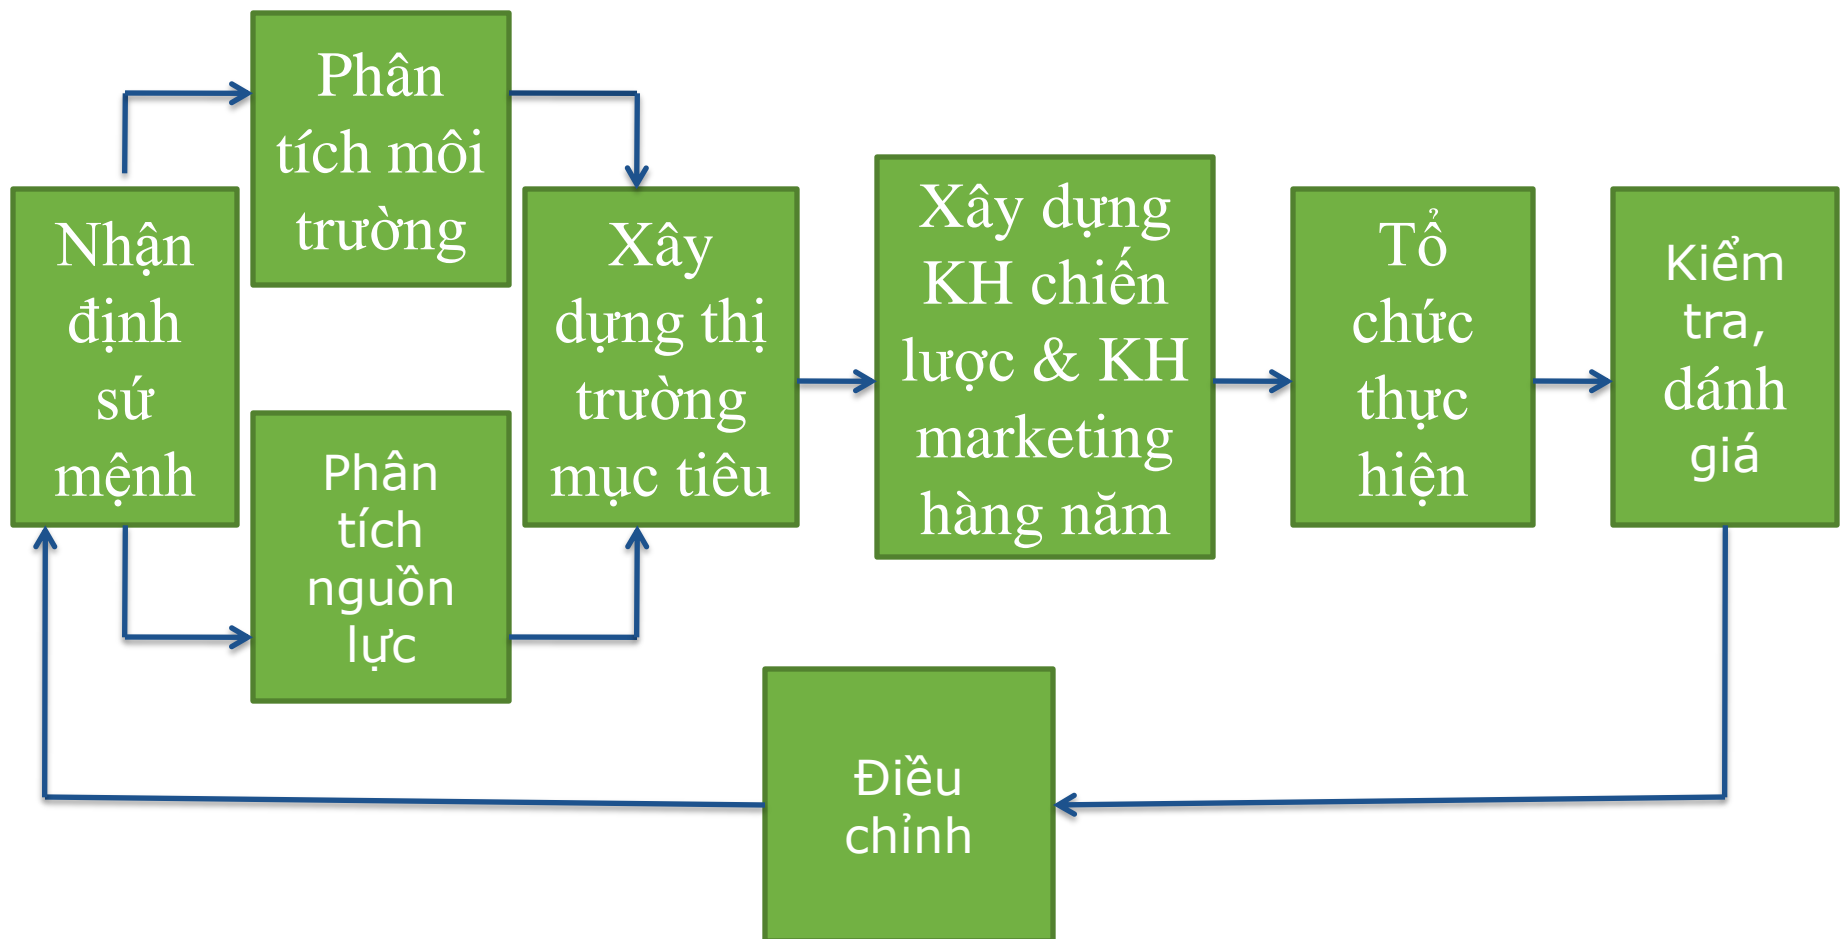 Phân
tích môi
trường
Nhận
định
sứ
mệnh
Phân
tích
nguồn
lực
Xây
dựng thị
trường
mục tiêu
Xây dựng
KH chiến
lược & KH
marketing
hàng năm
Tổ
chức
thực
hiện
Kiểm
tra,
dánh
giá
Điều
chỉnh